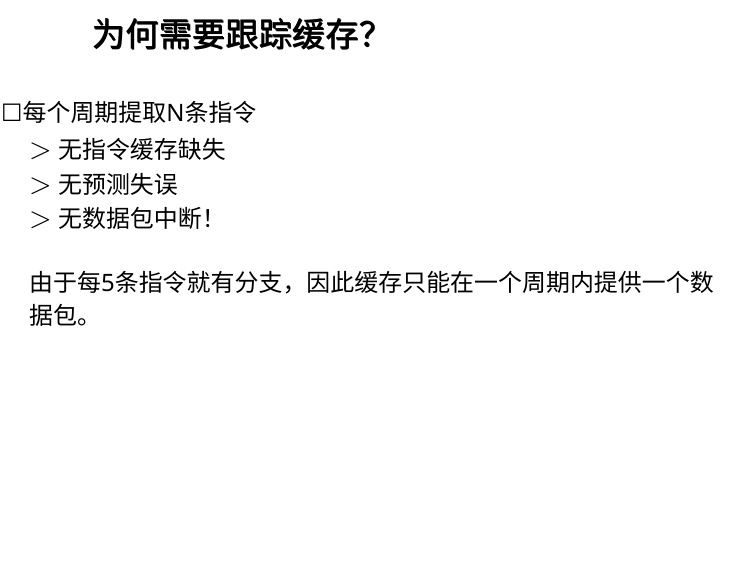 为何需要跟踪缓存？
□每个周期提取N条指令
＞ 无指令缓存缺失
＞ 无预测失误
＞ 无数据包中断！
由于每5条指令就有分支，因此缓存只能在一个周期内提供一个数
据包。